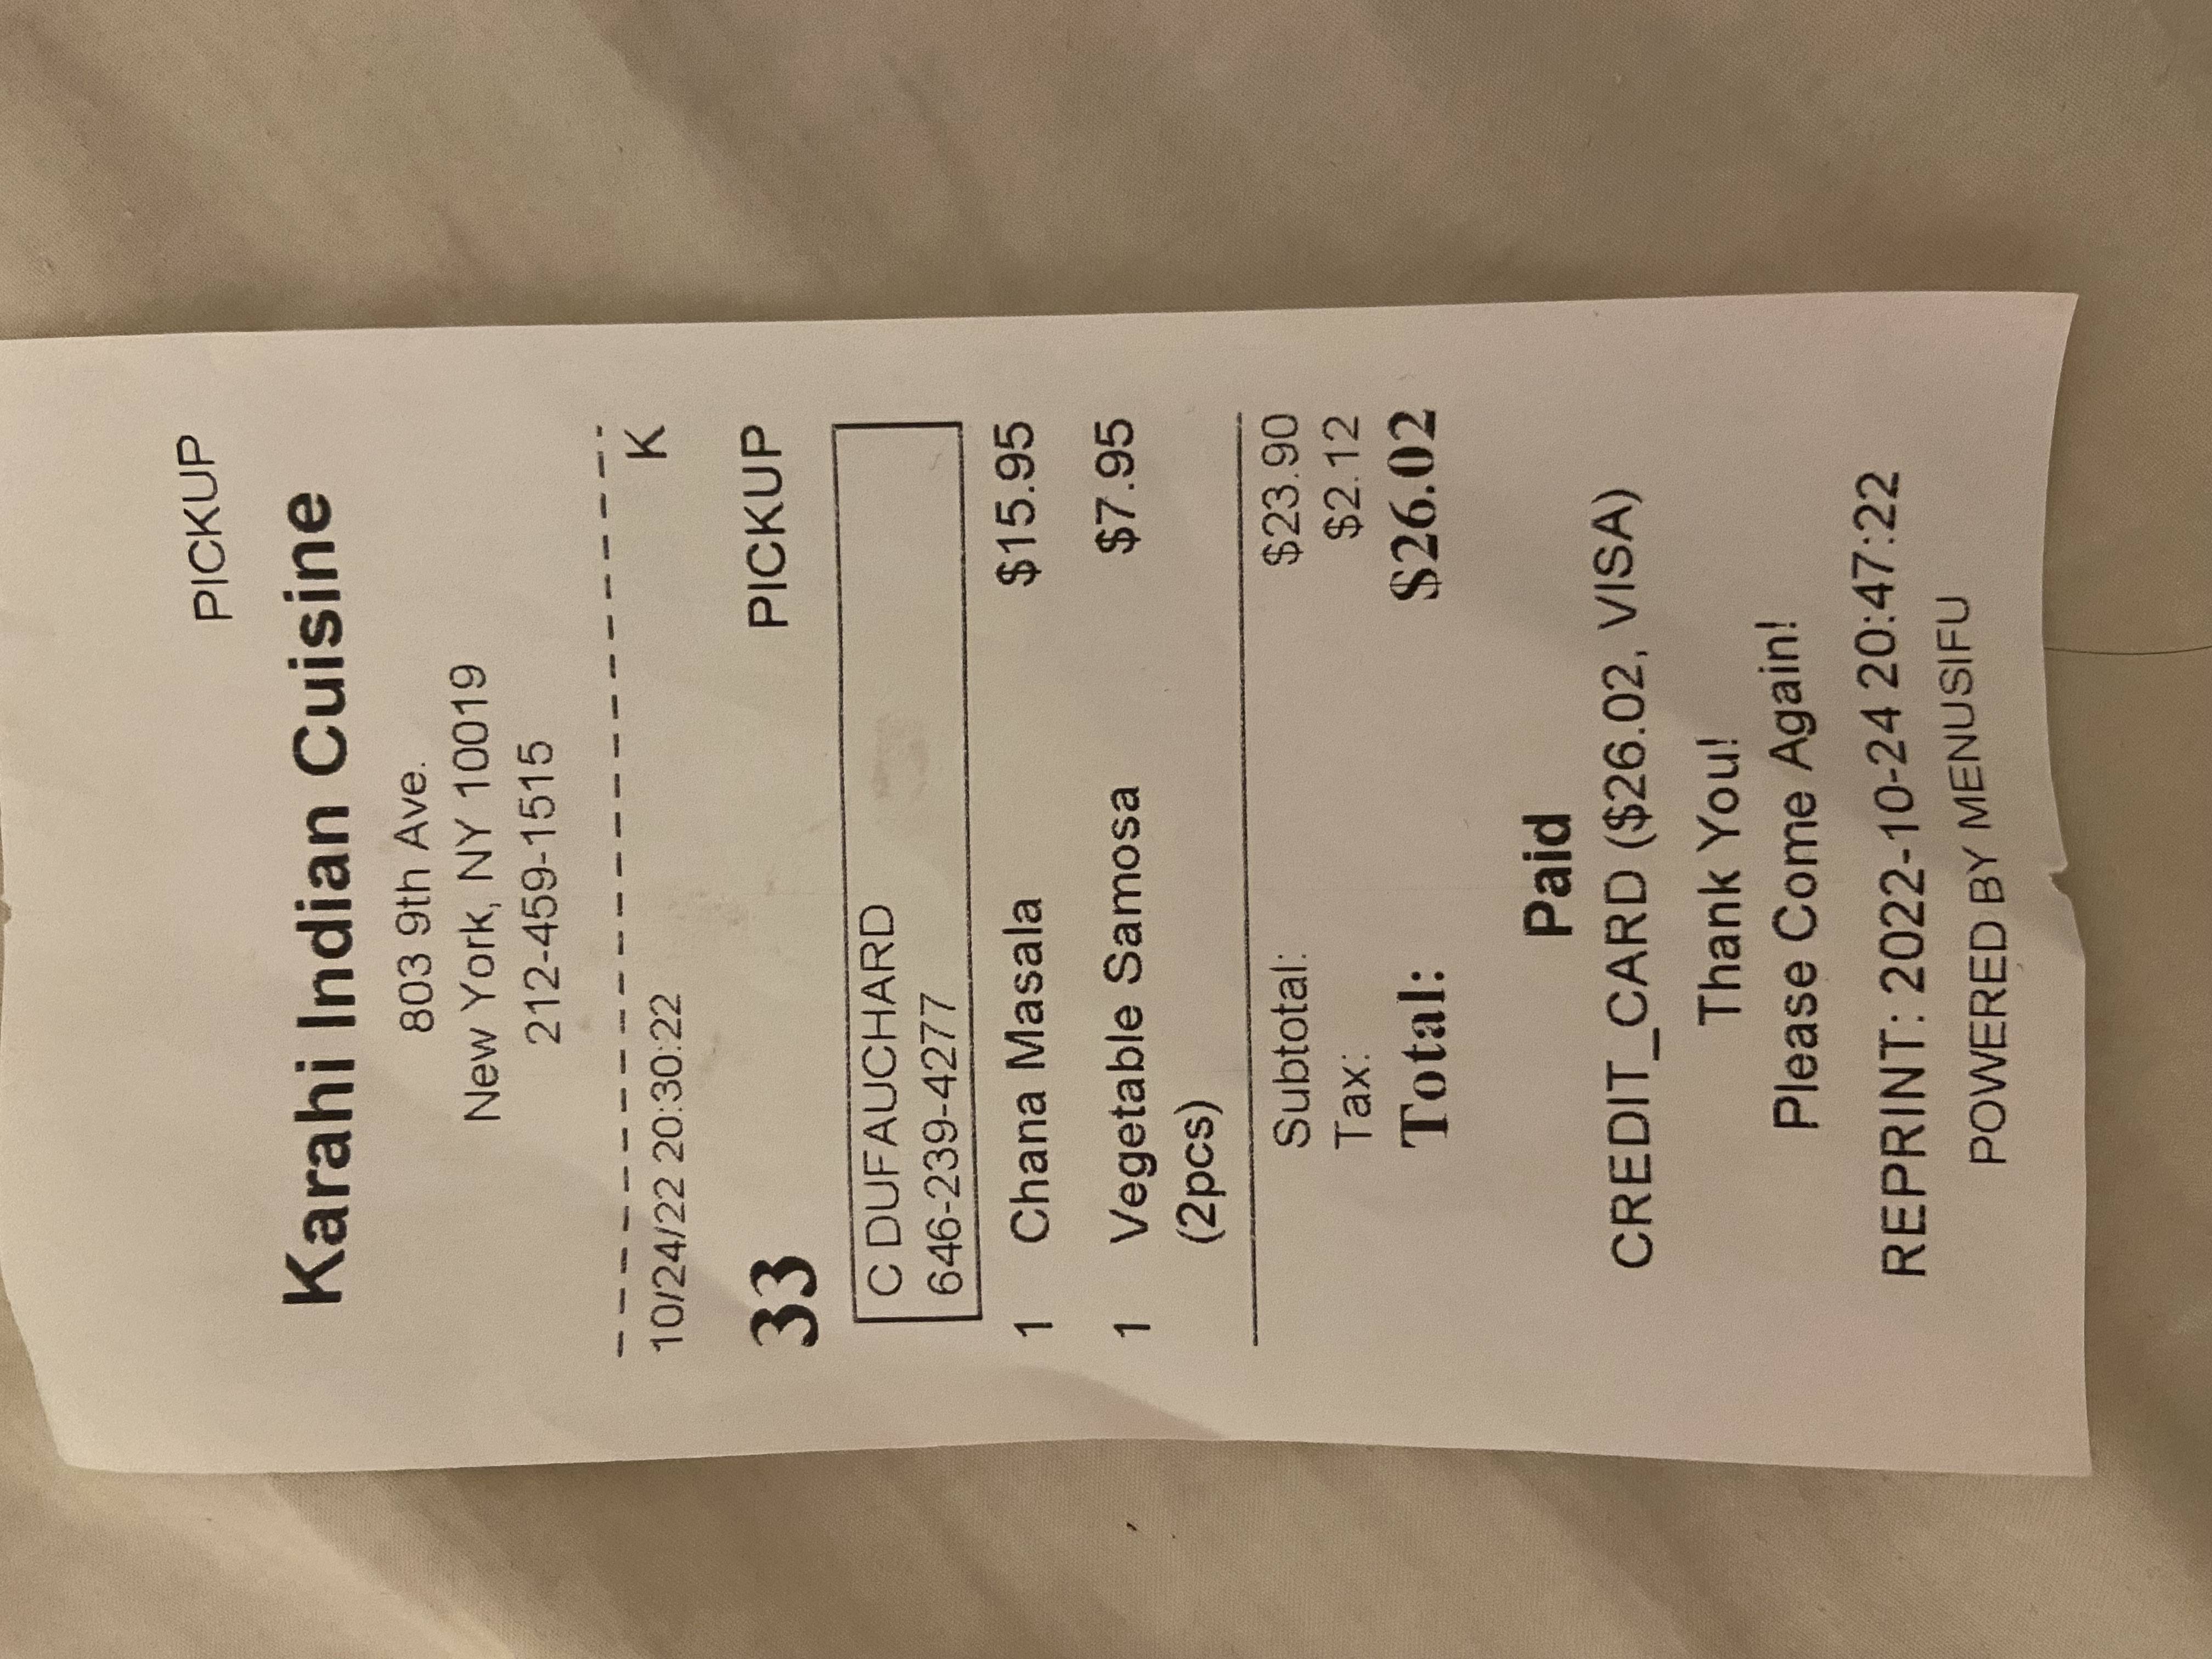 PICKUP
Karahi Indian Cuisine
803 9th Ave.
New York, NY 10019
212-459-1515
10/24/22 20:30:22 K
33 PICKUP
C DUFAUCHARD
646-239-4277
1 Chana Masala $15.95
1 Vegetable Samosa $7.95
(2pcs)
Subtotal: $23.90
Tax: $2.12
Total: $26.02
Paid
CREDIT_CARD ($26.02, VISA)
Thank You!
Please Come Again!
REPRINT: 2022-10-24 20:47:22
POWERED BY MENUSIFU